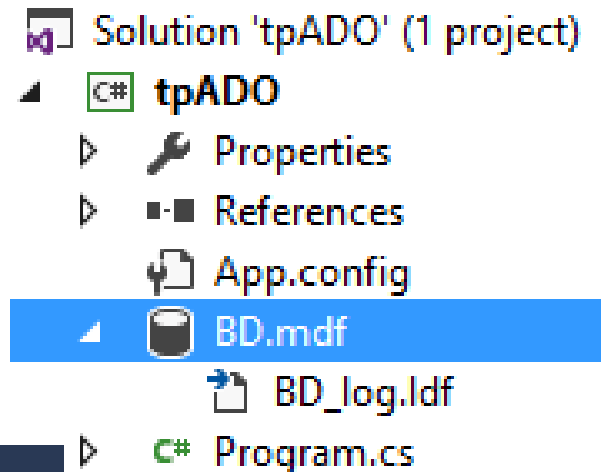 Solution 'tpADO' (1 project)
C# tpADO
Properties
References
App.config
BD.mdf
BD_log.ldf
C# Program.cs